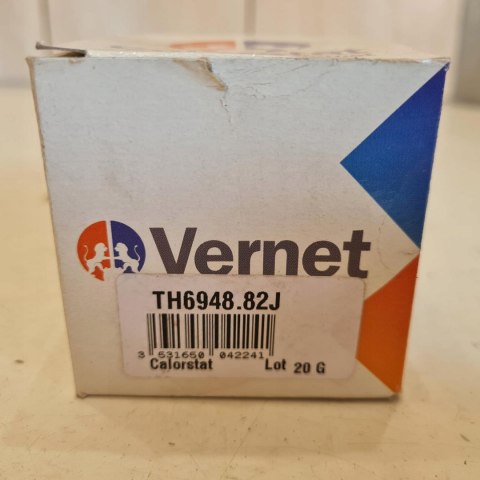 Vernet
TH6948.82J
3 531650 042241
Calorstat Lot 20 G